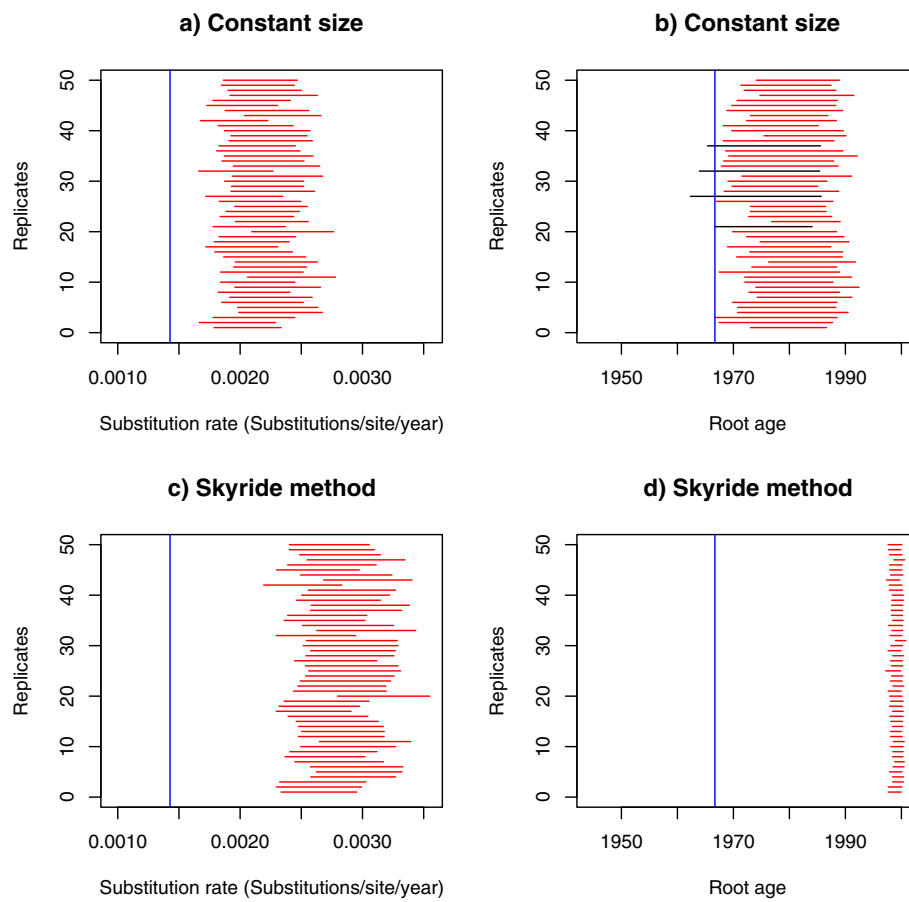 a) Constant size
Replicates
50
40
30
20
10
0
0.0010 0.0020 0.0030
Substitution rate (Substitutions/site/year)
b) Constant size
Replicates
50
40
30
20
10
0
1950 1970 1990
Root age
c) Skyride method
Replicates
50
40
30
20
10
0
0.0010 0.0020 0.0030
Substitution rate (Substitutions/site/year)
d) Skyride method
Replicates
50
40
30
20
10
0
1950 1970 1990
Root age